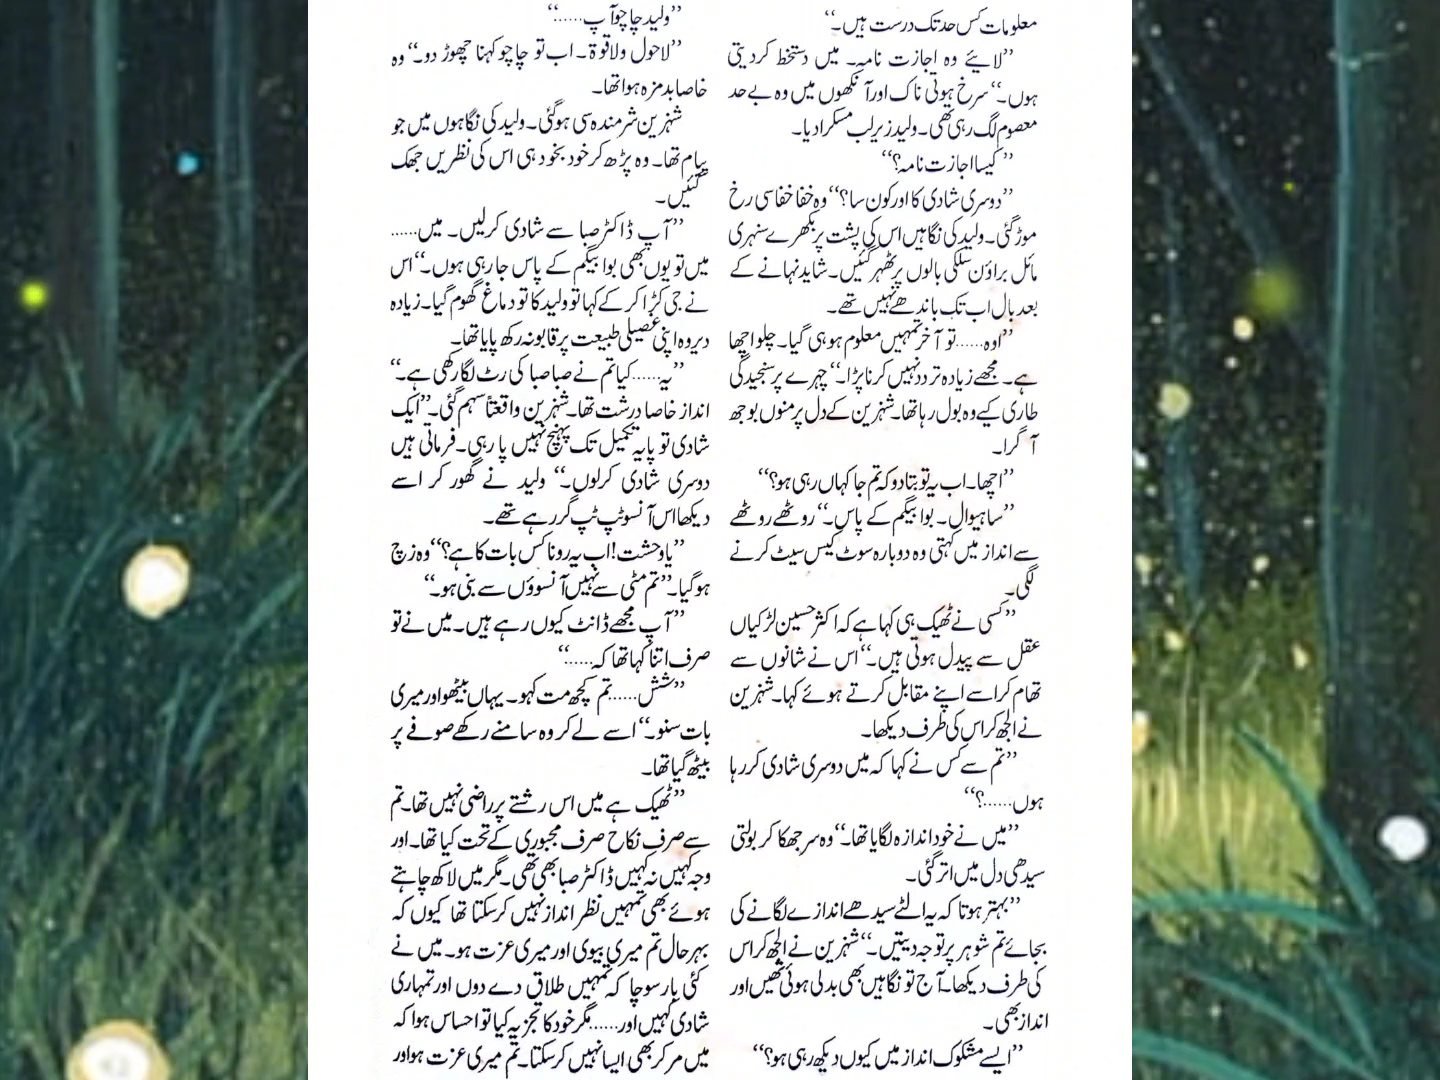 معلومات کس حد تک درست ہیں۔“
”لائیے وہ اجازت نامہ۔ میں دستخط کر دیتی
ہوں۔“ سرخ ہوتی ناک اور آنکھوں میں وہ بے حد
معصوم لگ رہی تھی۔ ولید زیر لب مسکرا دیا۔
”کیسا اجازت نامہ؟“
”دوسری شادی کا اور کون سا؟“ وہ خفا خفا سی رخ
موڑ گئی۔ ولید کی نگاہیں اس کی پشت پر بکھرے سنہری
مائل براؤن سلکی بالوں پر ٹھہر گئیں۔ شاید نہانے کے
بعد بال اب تک باندھے نہیں تھے۔
”اوہ...... تو آخر تمہیں معلوم ہو ہی گیا۔ چلو اچھا
ہے۔ مجھے زیادہ تردد نہیں کرنا پڑا۔“ چہرے پر سنجیدگی
طاری کیے وہ بول رہا تھا۔ شہرین کے دل پر منوں بوجھ
آ گرا۔
”اچھا۔ اب یہ تو بتا دو کہ تم جا کہاں رہی ہو؟“
”ساہیوال۔ بوا بیگم کے پاس۔“ روٹھے روٹھے
سے انداز میں کہتی وہ دوبارہ سوٹ کیس سیٹ کرنے
لگی۔
”کسی نے ٹھیک ہی کہا ہے کہ اکثر حسین لڑکیاں
عقل سے پیدل ہوتی ہیں۔“ اس نے شانوں سے
تھام کر اسے اپنے مقابل کرتے ہوئے کہا۔ شہرین
نے الجھ کر اس کی طرف دیکھا۔
”تم سے کس نے کہا کہ میں دوسری شادی کر رہا
ہوں......؟“
”میں نے خود اندازہ لگایا تھا۔“ وہ سر جھکا کر بولتی
سیدھی دل میں اتر گئی۔
”بہتر ہوتا کہ یہ الٹے سیدھے اندازے لگانے کی
بجائے تم شوہر پر توجہ دیتیں۔“ شہرین نے الجھ کر اس
کی طرف دیکھا۔ آج تو نگاہیں بھی بدلی ہوئی تھیں اور
انداز بھی۔
”ایسے مشکوک انداز میں کیوں دیکھ رہی ہو؟“
”ولید چاچو آپ......“
”لاحول ولا قوۃ۔ اب تو چاچو کہنا چھوڑ دو۔“ وہ
خاصا بد مزہ ہوا تھا۔
شہرین شرمندہ سی ہو گئی۔ ولید کی نگاہوں میں جو
پیام تھا۔ وہ پڑھ کر خود بخود ہی اس کی نظریں جھک
گئیں۔
”آپ ڈاکٹر صبا سے شادی کر لیں۔ میں......
میں تو یوں بھی بوا بیگم کے پاس جا رہی ہوں۔“ اس
نے جی کڑا کر کے کہا تو ولید کا تو دماغ گھوم گیا۔ زیادہ
دیر وہ اپنی غصیلی طبیعت پر قابو نہ رکھ پایا تھا۔
”یہ...... کیا تم نے صبا صبا کی رٹ لگا رکھی ہے۔“
انداز خاصا درشت تھا۔ شہرین واقعتاً سہم گئی۔ ”ایک
شادی تو پایہ تکمیل تک پہنچ نہیں پا رہی۔ فرماتی ہیں
دوسری شادی کر لوں۔“ ولید نے گھور کر اسے
دیکھا اس آنسو ٹپ ٹپ گر رہے تھے۔
”یا وحشت! اب یہ رونا کس بات کا ہے؟“ وہ زچ
ہو گیا۔ ”تم مٹی سے نہیں آنسوؤں سے بنی ہو۔“
”آپ مجھے ڈانٹ کیوں رہے ہیں۔ میں نے تو
صرف اتنا کہا تھا کہ......“
”شش...... تم کچھ مت کہو۔ یہاں بیٹھو اور میری
بات سنو۔“ اسے لے کر وہ سامنے رکھے صوفے پر
بیٹھ گیا تھا۔
”ٹھیک ہے میں اس رشتے پر راضی نہیں تھا۔ تم
سے صرف نکاح صرف مجبوری کے تحت کیا تھا۔ اور
وجہ کہیں نہ کہیں ڈاکٹر صبا بھی تھی۔ مگر میں لاکھ چاہتے
ہوئے بھی تمہیں نظر انداز نہیں کر سکتا تھا کیوں کہ
بہر حال تم میری بیوی اور میری عزت ہو۔ میں نے
کئی بار سوچا کہ تمہیں طلاق دے دوں اور تمہاری
شادی کہیں اور...... مگر خود کا تجزیہ کیا تو احساس ہوا کہ
میں مر کر بھی ایسا نہیں کر سکتا۔ تم میری عزت ہو اور